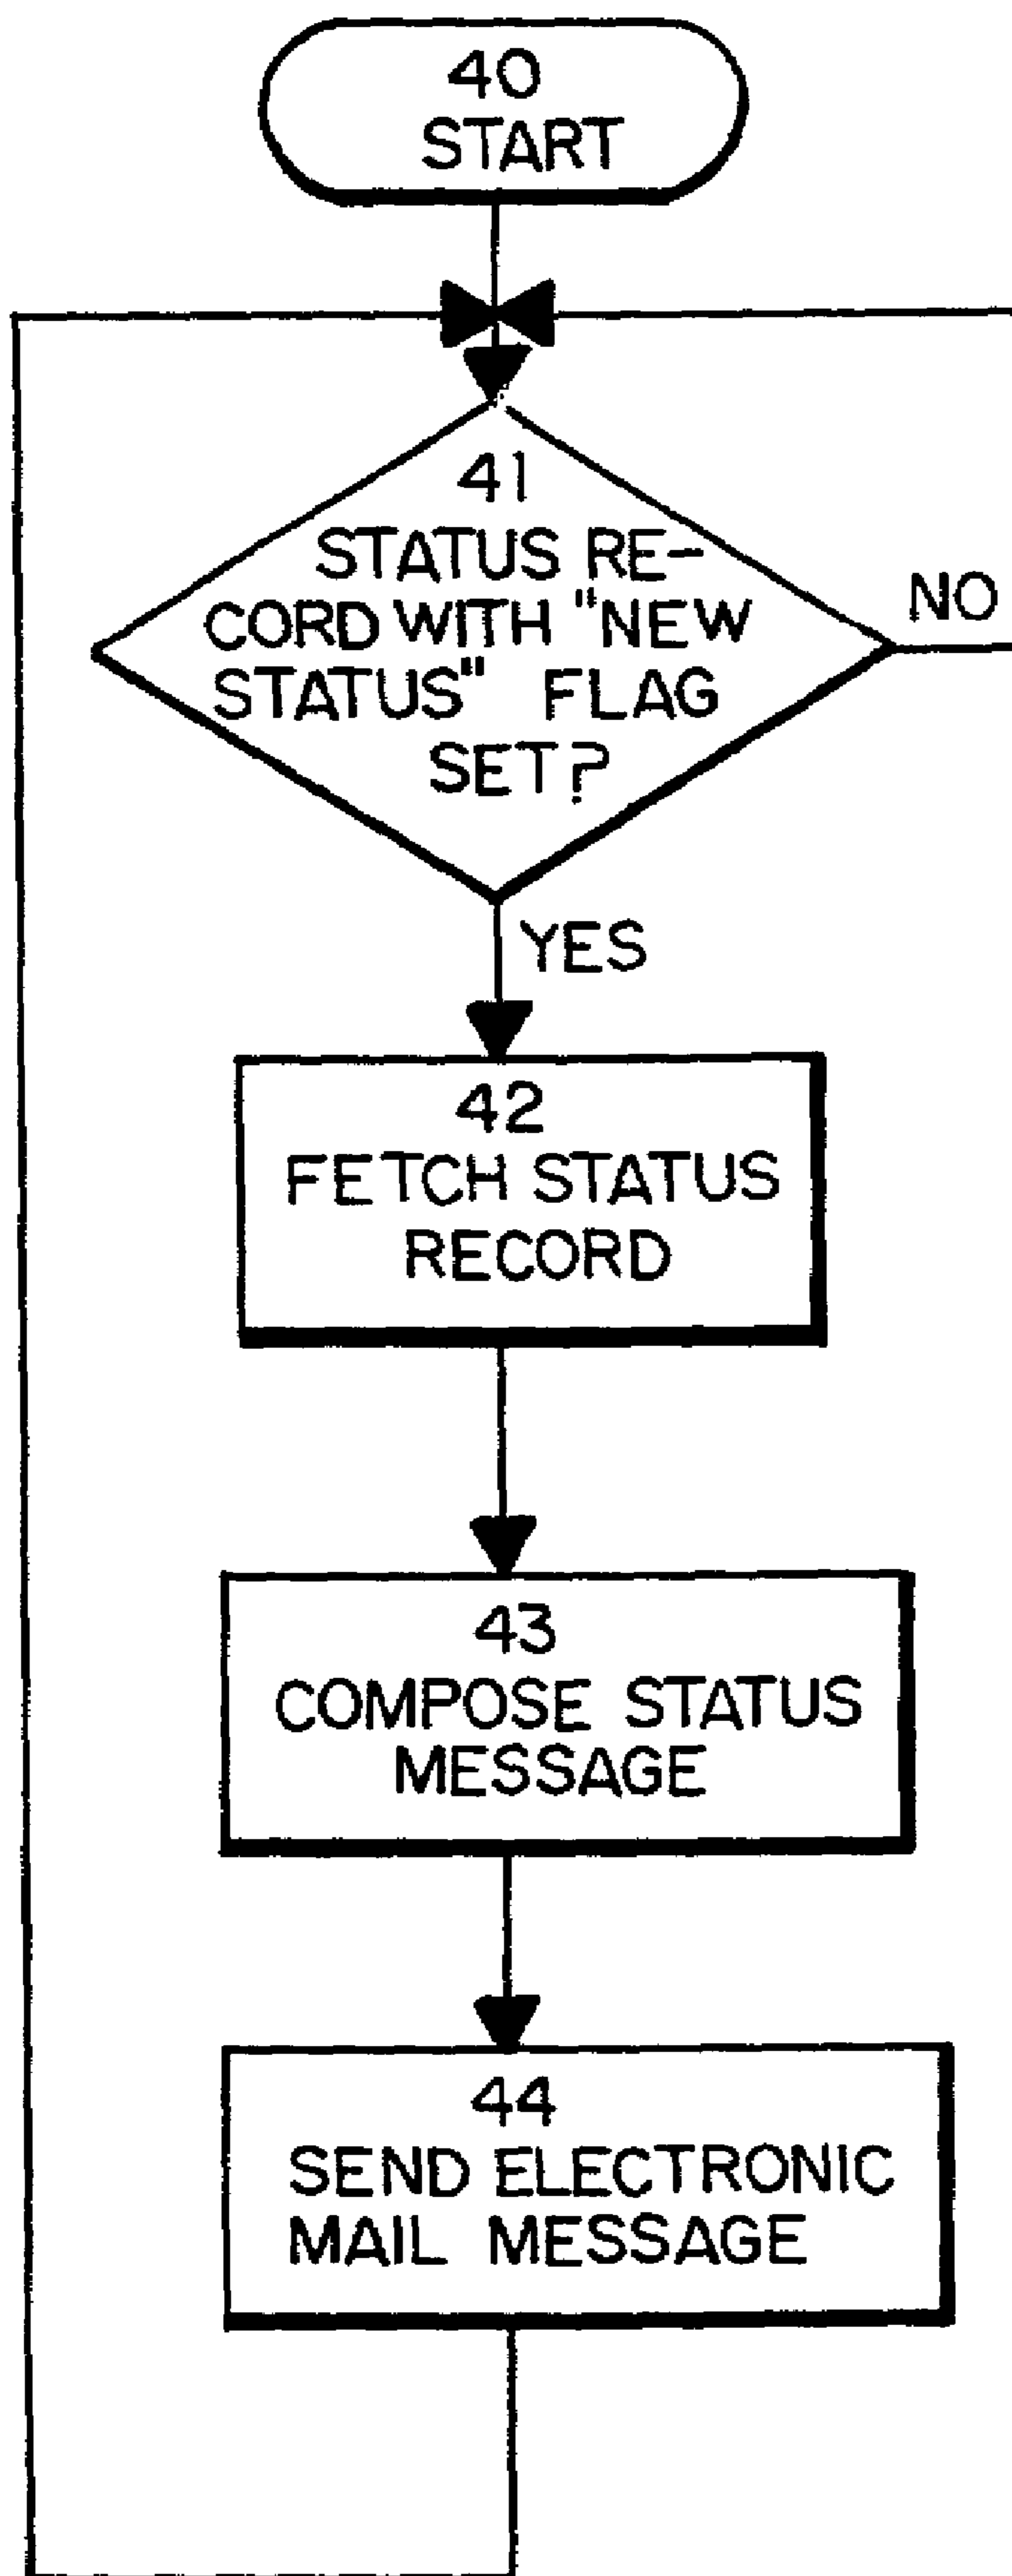 40
START
41
STATUS RE-
CORD WITH "NEW
STATUS" FLAG
SET?
NO
YES
42
FETCH STATUS
RECORD
43
COMPOSE STATUS
MESSAGE
44
SEND ELECTRONIC
MAIL MESSAGE